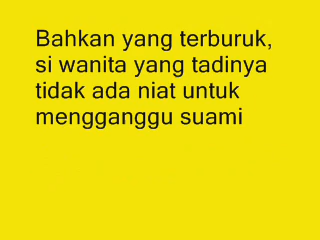 Bahkan yang terburuk,
si wanita yang tadinya
tidak ada niat untuk
mengganggu suami